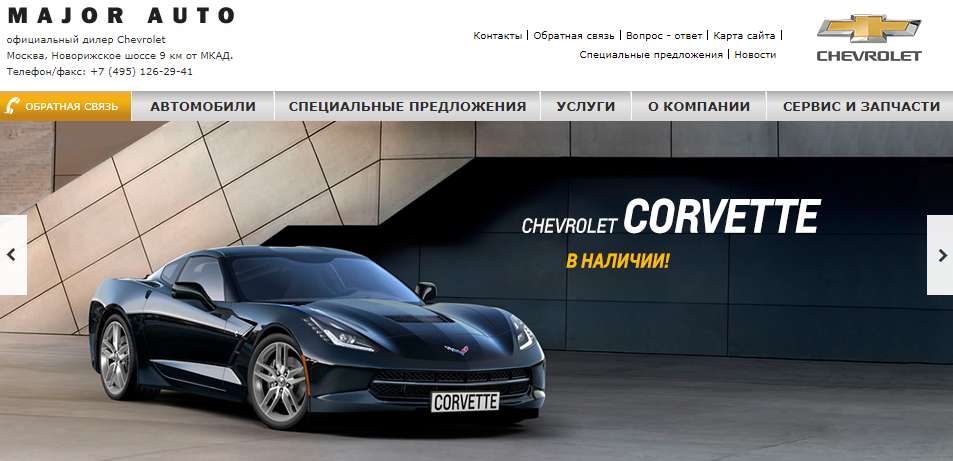 MAJOR AUTO
официальный дилер Chevrolet
Москва, Новорижское шоссе 9 км от МКАД.
Телефон/факс: +7 (495) 126-29-41
Контакты | Обратная связь | Вопрос - ответ | Карта сайта |
Специальные предложения | Новости
CHEVROLET
ОБРАТНАЯ СВЯЗЬ
АВТОМОБИЛИ
СПЕЦИАЛЬНЫЕ ПРЕДЛОЖЕНИЯ
УСЛУГИ
О КОМПАНИИ
СЕРВИС И ЗАПЧАСТИ
CHEVROLET CORVETTE
В НАЛИЧИИ!
CORVETTE